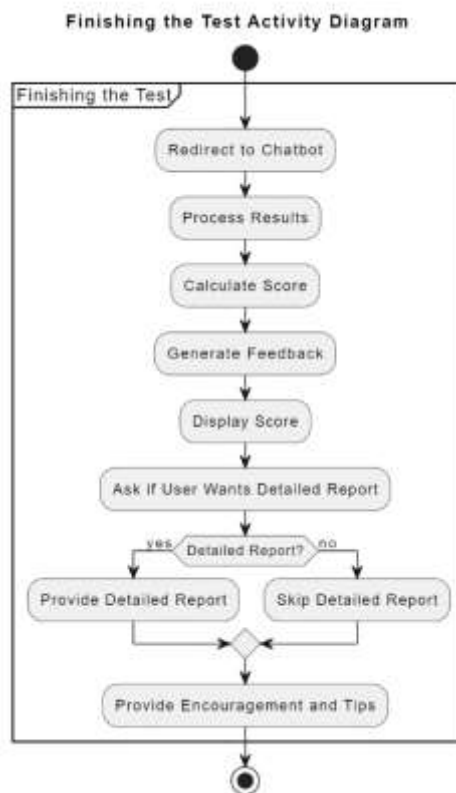 Finishing the Test Activity Diagram
Finishing the Test
Redirect to Chatbot
Process Results
Calculate Score
Generate Feedback
Display Score
Ask if User Wants Detailed Report
yes
Detailed Report?
no
Provide Detailed Report
Skip Detailed Report
Provide Encouragement and Tips